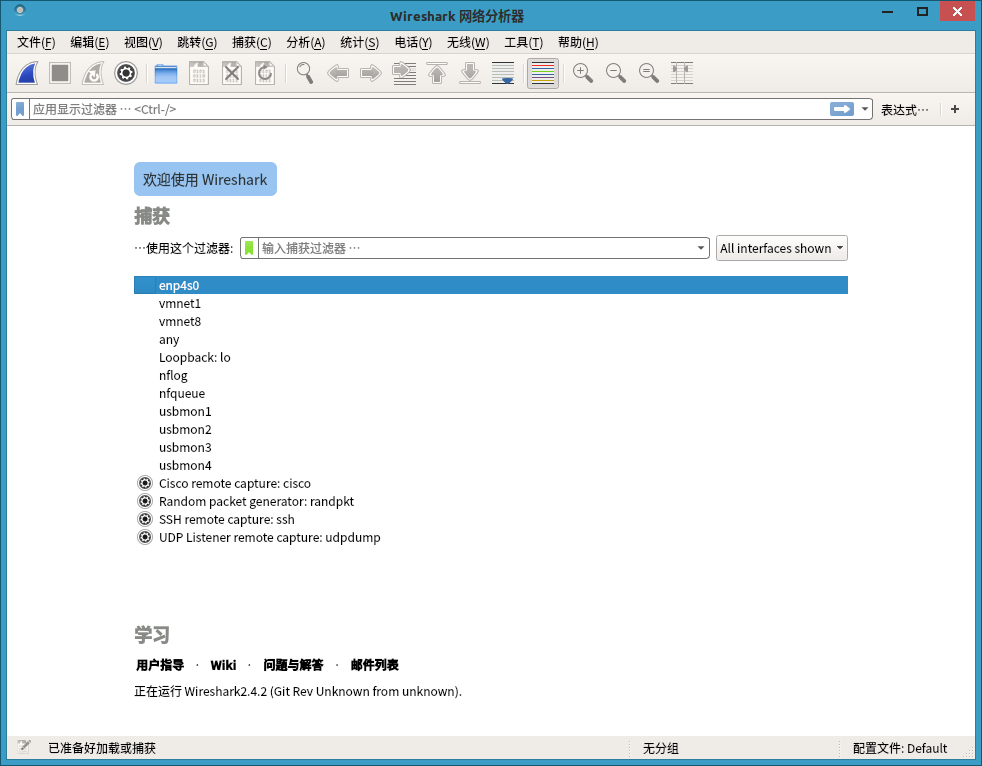 Wireshark 网络分析器
文件(F) 编辑(E) 视图(V) 跳转(G) 捕获(C) 分析(A) 统计(S) 电话(Y) 无线(W) 工具(T) 帮助(H)
应用显示过滤器 … <Ctrl-/> 表达式… +
欢迎使用 Wireshark
捕获
…使用这个过滤器: 输入捕获过滤器 … All interfaces shown
enp4s0
vmnet1
vmnet8
any
Loopback: lo
nflog
nfqueue
usbmon1
usbmon2
usbmon3
usbmon4
Cisco remote capture: cisco
Random packet generator: randpkt
SSH remote capture: ssh
UDP Listener remote capture: udpdump
学习
用户指导 · Wiki · 问题与解答 · 邮件列表
正在运行 Wireshark2.4.2 (Git Rev Unknown from unknown).
已准备好加载或捕获 无分组 配置文件: Default